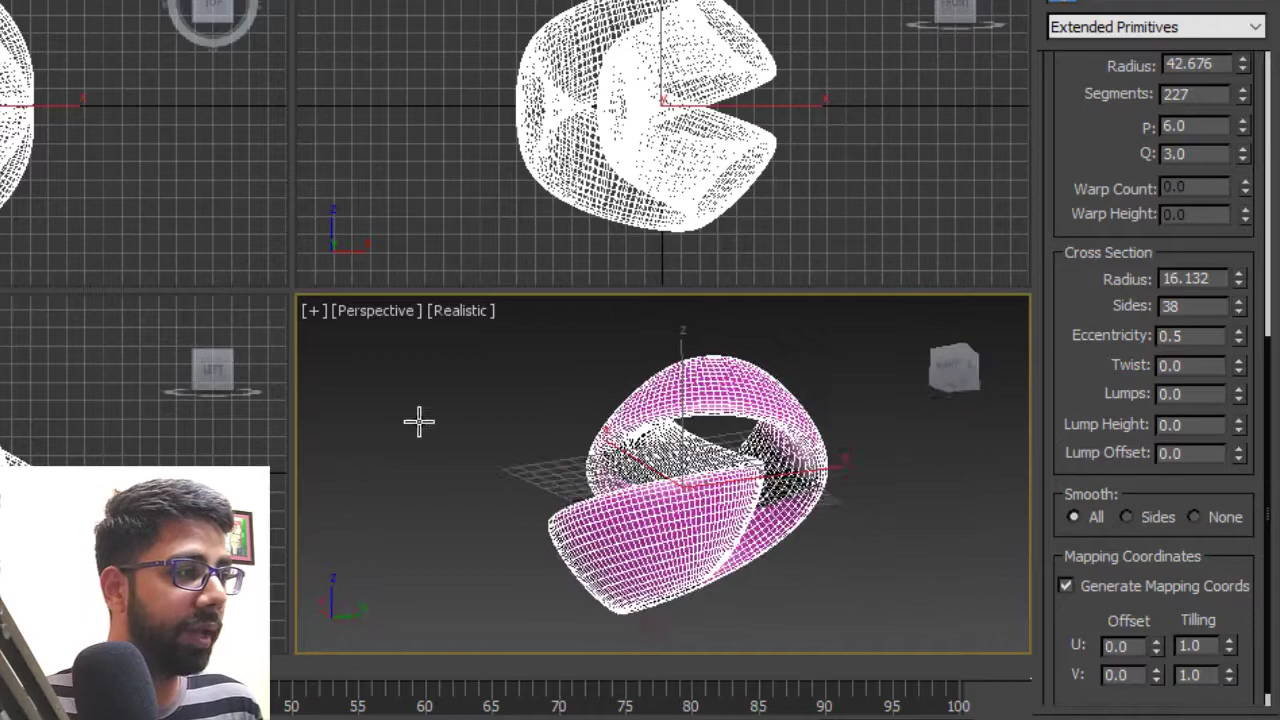 TOP
FRONT
Extended Primitives
Radius: 42.676
Segments: 227
P: 6.0
Q: 3.0
Warp Count: 0.0
Warp Height: 0.0
Cross Section
Radius: 16.132
Sides: 38
Eccentricity: 0.5
Twist: 0.0
Lumps: 0.0
Lump Height: 0.0
Lump Offset: 0.0
Smooth:
All Sides None
Mapping Coordinates
Generate Mapping Coords
Offset Tilling
U: 0.0 1.0
V: 0.0 1.0
x
x
z
[+] [Perspective] [Realistic]
z
LEFT
z
50 55 60 65 70 75 80 85 90 95 100